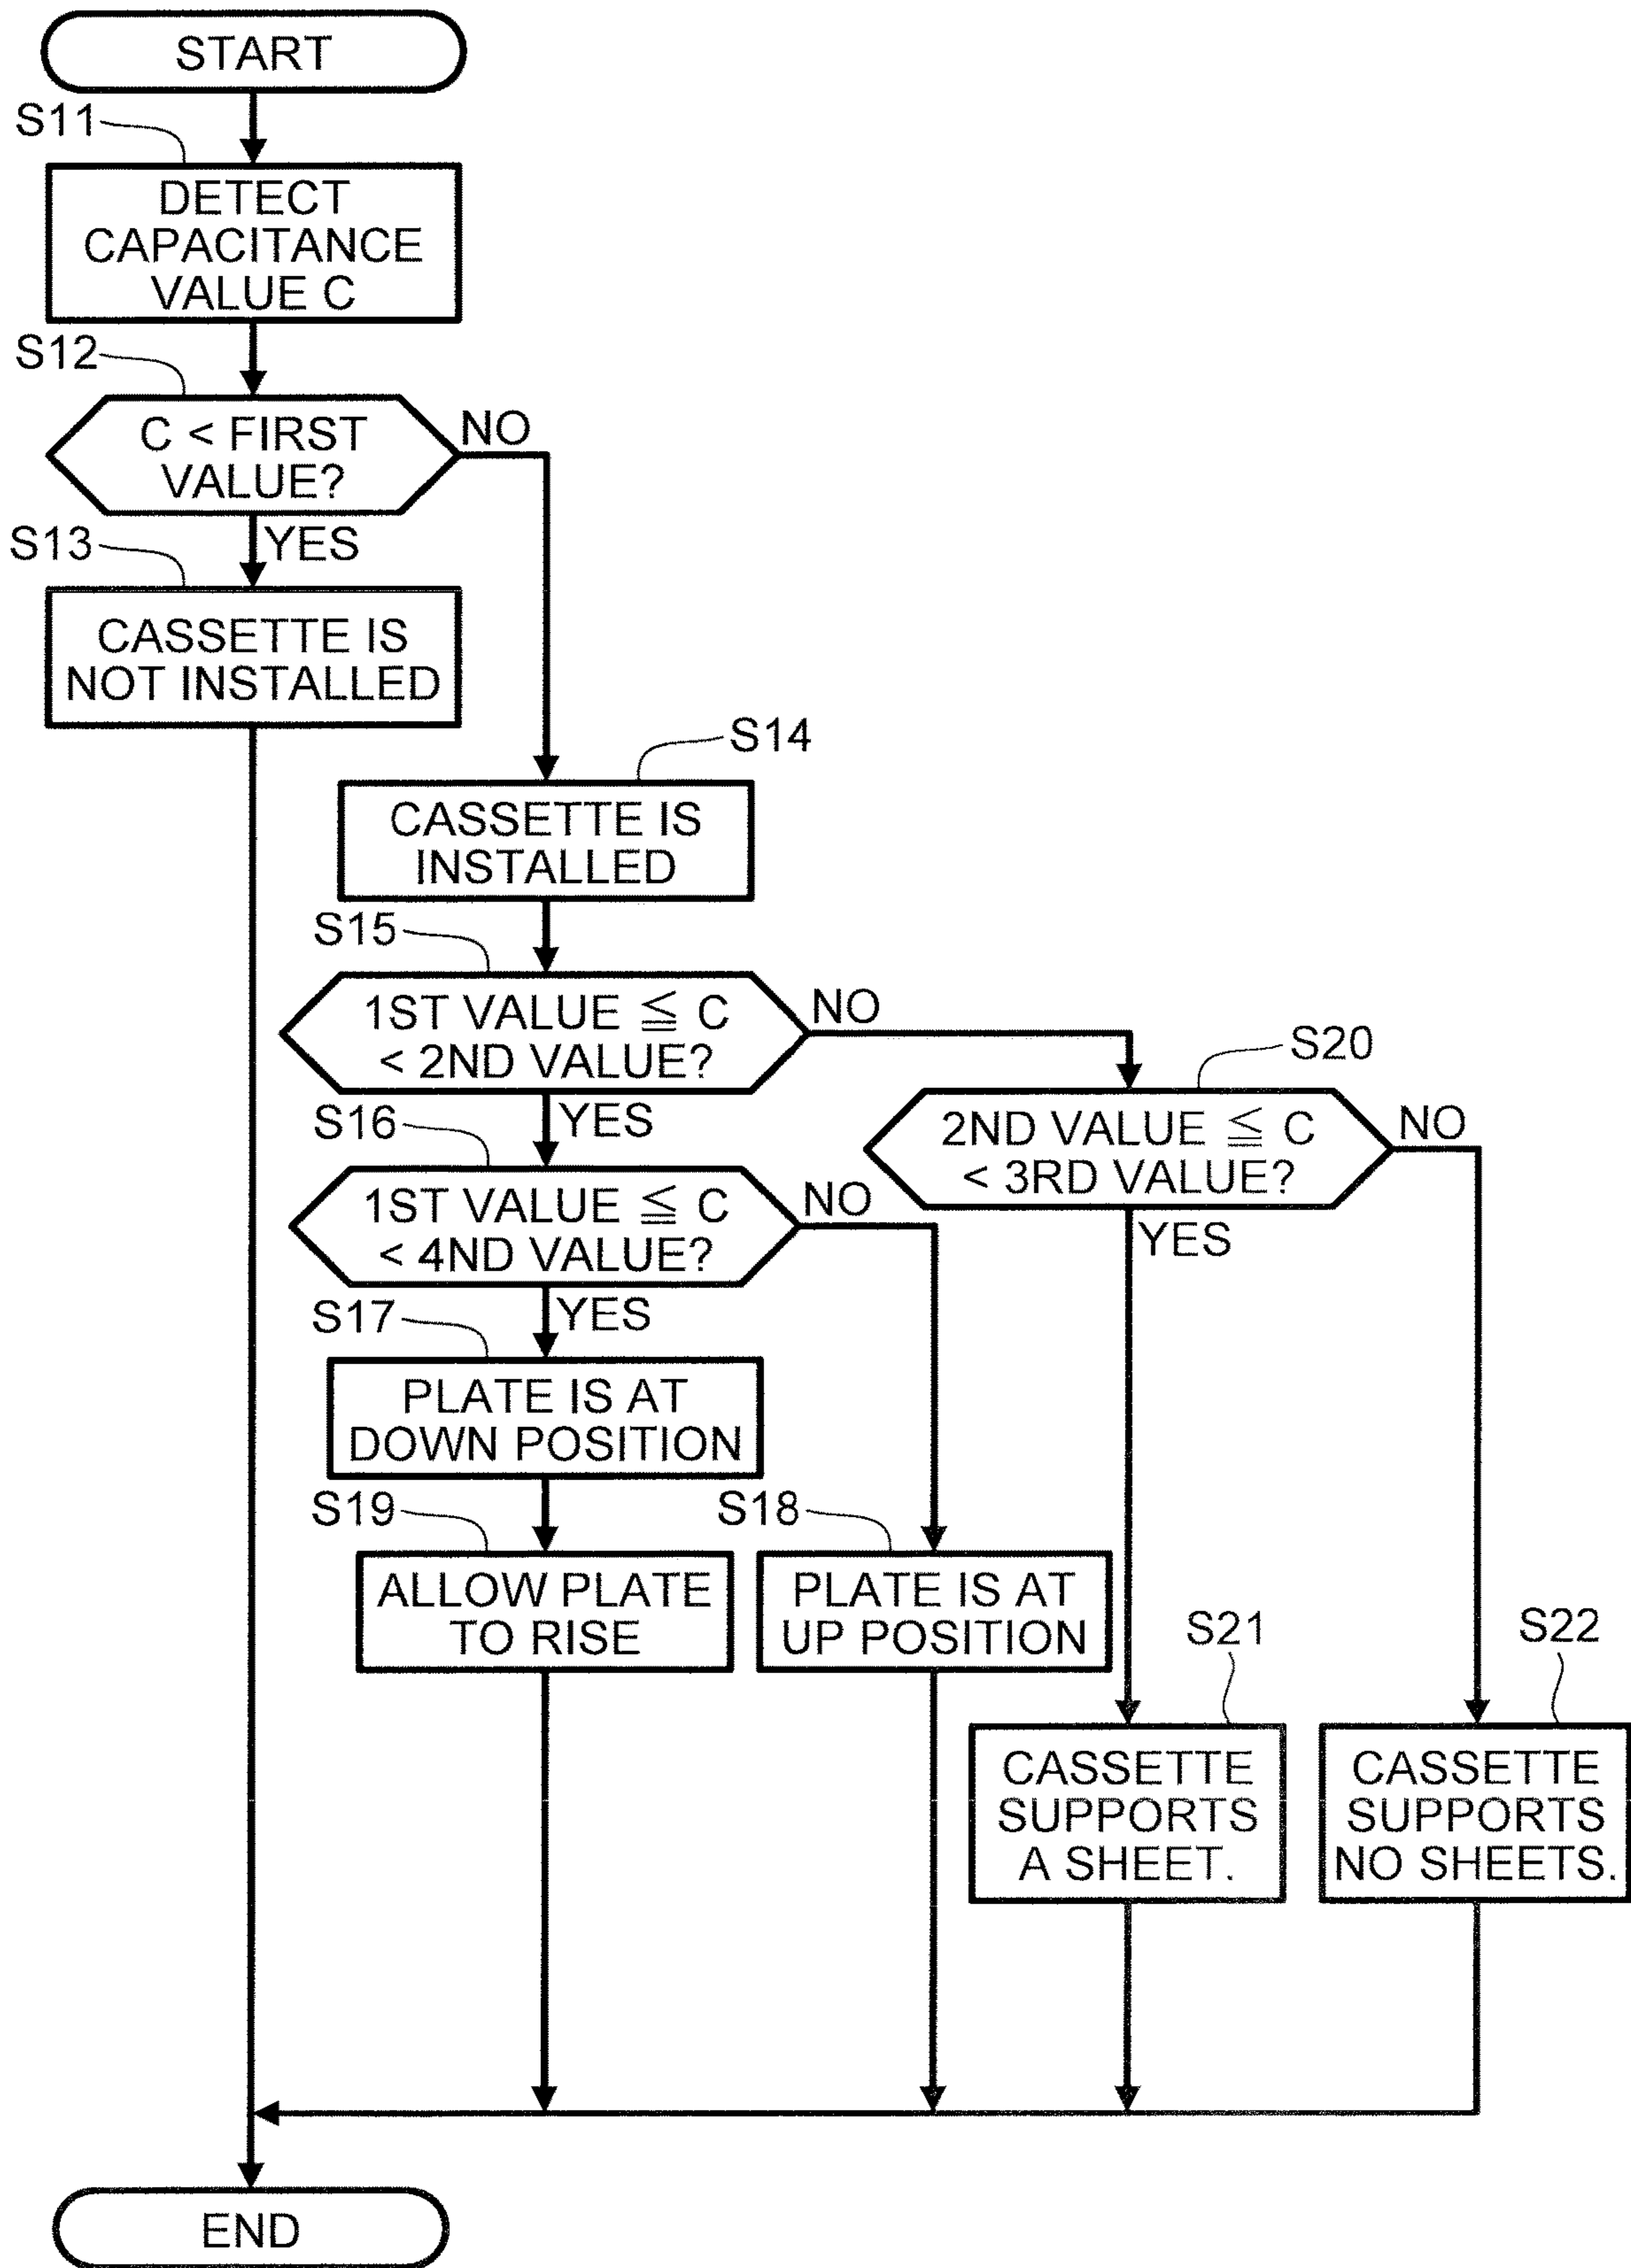 START
S11
DETECT
CAPACITANCE
VALUE C
S12
C < FIRST
VALUE?
NO
YES
S13
CASSETTE IS
NOT INSTALLED
S14
CASSETTE IS
INSTALLED
S15
1ST VALUE ≦ C
< 2ND VALUE?
NO
YES
S16
1ST VALUE ≦ C
< 4ND VALUE?
NO
YES
S17
PLATE IS AT
DOWN POSITION
S19
ALLOW PLATE
TO RISE
S18
PLATE IS AT
UP POSITION
S20
2ND VALUE ≦ C
< 3RD VALUE?
NO
YES
S21
CASSETTE
SUPPORTS
A SHEET.
S22
CASSETTE
SUPPORTS
NO SHEETS.
END